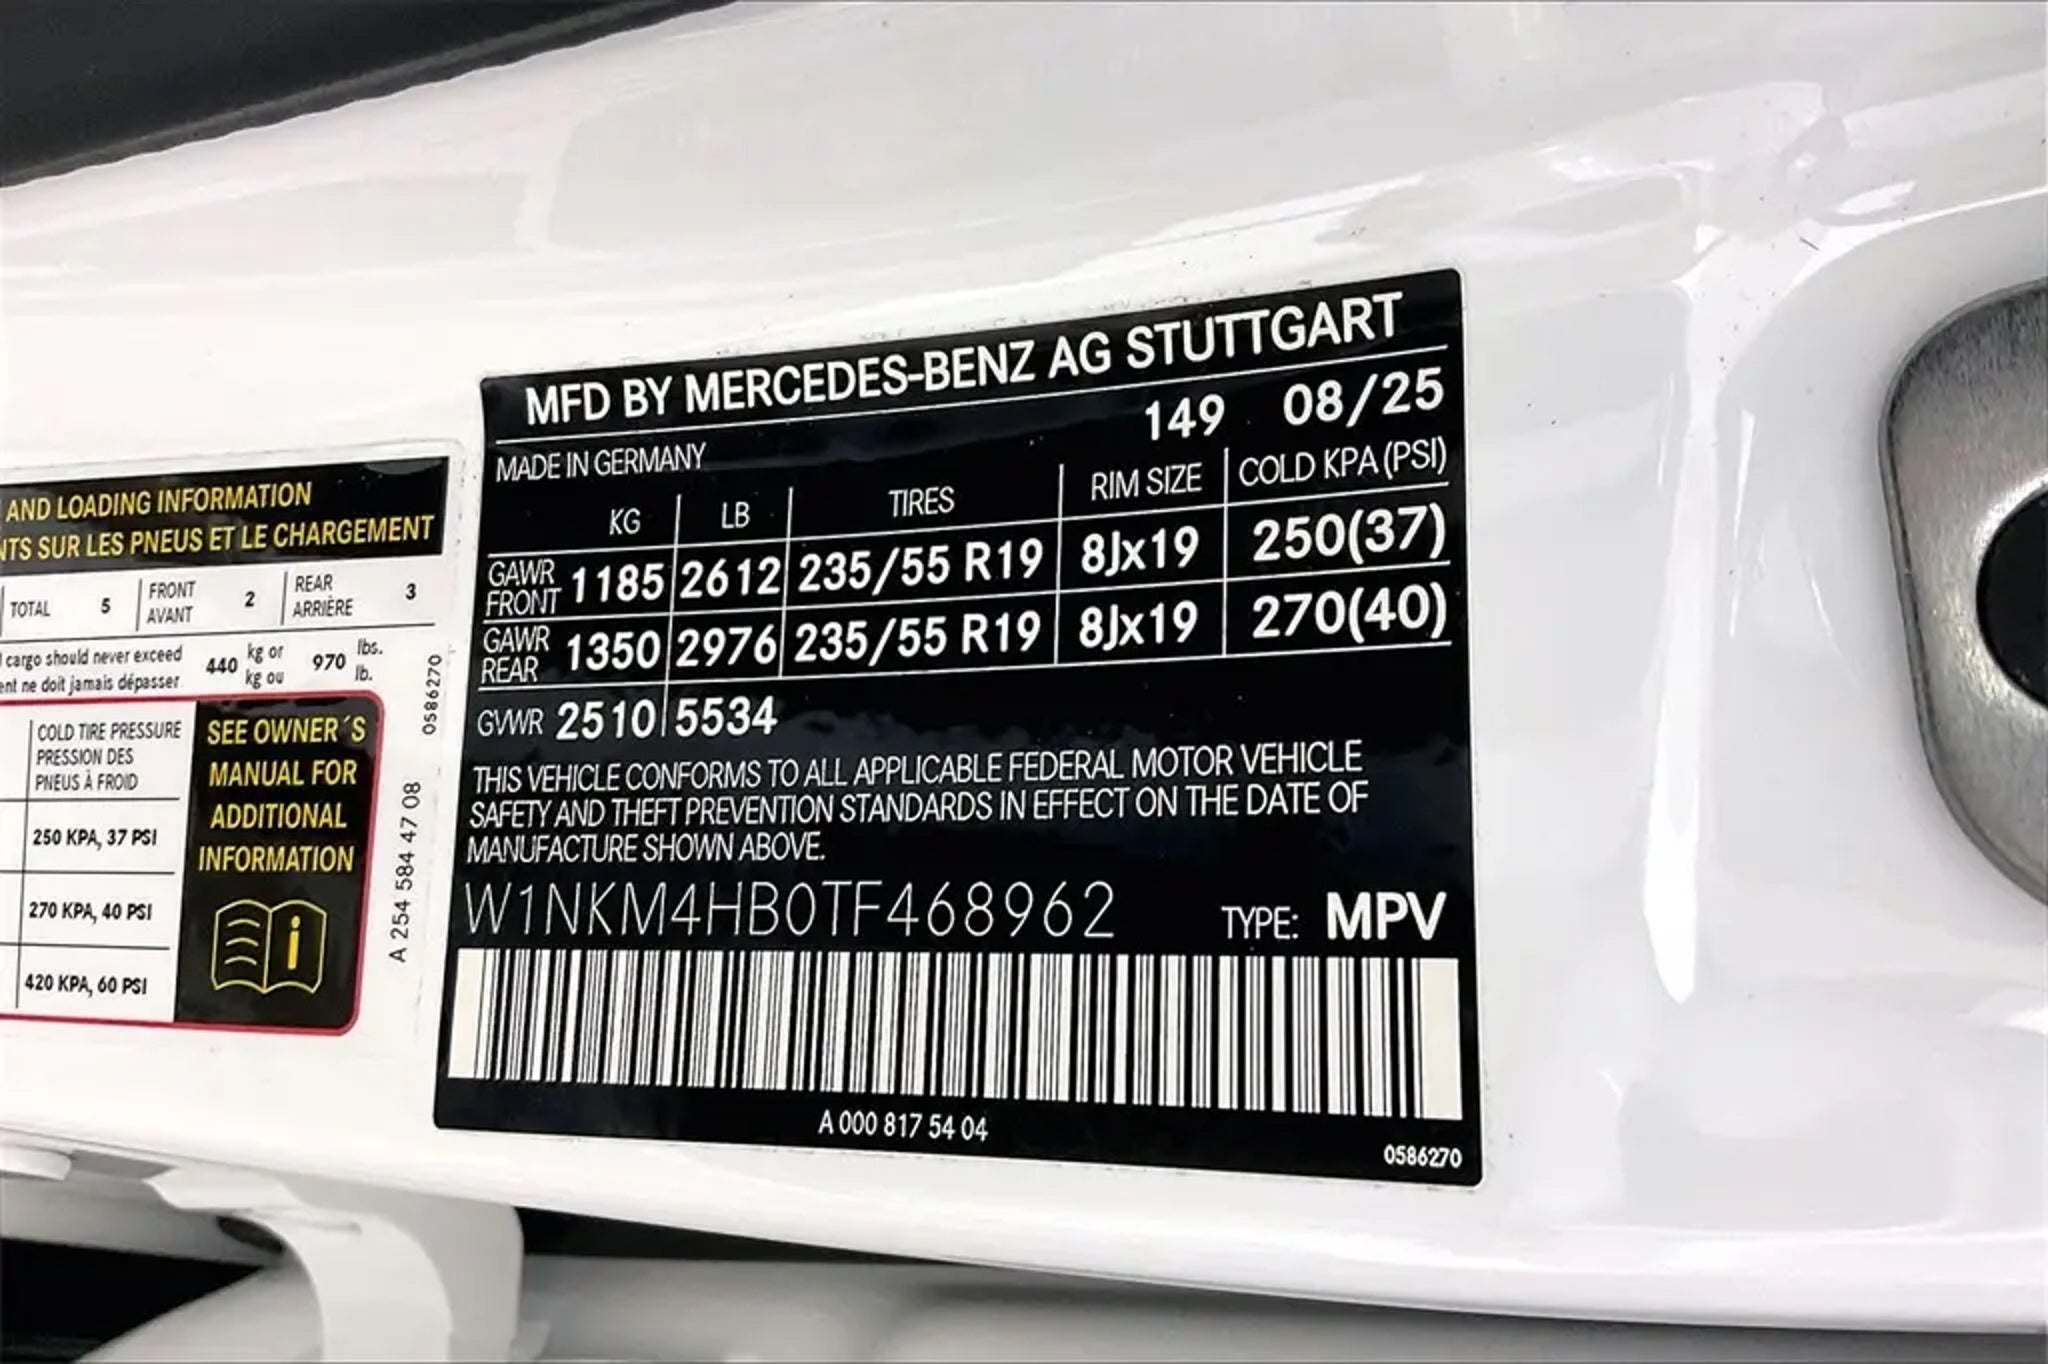 AND LOADING INFORMATION
SUR LES PNEUS ET LE CHARGEMENT
TOTAL 5 FRONT AVANT 2 REAR ARRIÈRE 3
cargo should never exceed 440 kg or 970 lbs.
ne doit jamais dépasser kg ou lb.
COLD TIRE PRESSURE
PRESSION DES
PNEUS À FROID
250 KPA, 37 PSI
270 KPA, 40 PSI
420 KPA, 60 PSI
SEE OWNER´S
MANUAL FOR
ADDITIONAL
INFORMATION
i
0586270
A 254 584 47 08
MFD BY MERCEDES-BENZ AG STUTTGART
149 08/25
MADE IN GERMANY
KG LB TIRES RIM SIZE COLD KPA (PSI)
GAWR FRONT 1185 2612 235/55 R19 8Jx19 250(37)
GAWR REAR 1350 2976 235/55 R19 8Jx19 270(40)
GVWR 2510 5534
THIS VEHICLE CONFORMS TO ALL APPLICABLE FEDERAL MOTOR VEHICLE
SAFETY AND THEFT PREVENTION STANDARDS IN EFFECT ON THE DATE OF
MANUFACTURE SHOWN ABOVE.
W1NKM4HB0TF468962 TYPE: MPV
A 000 817 54 04
0586270